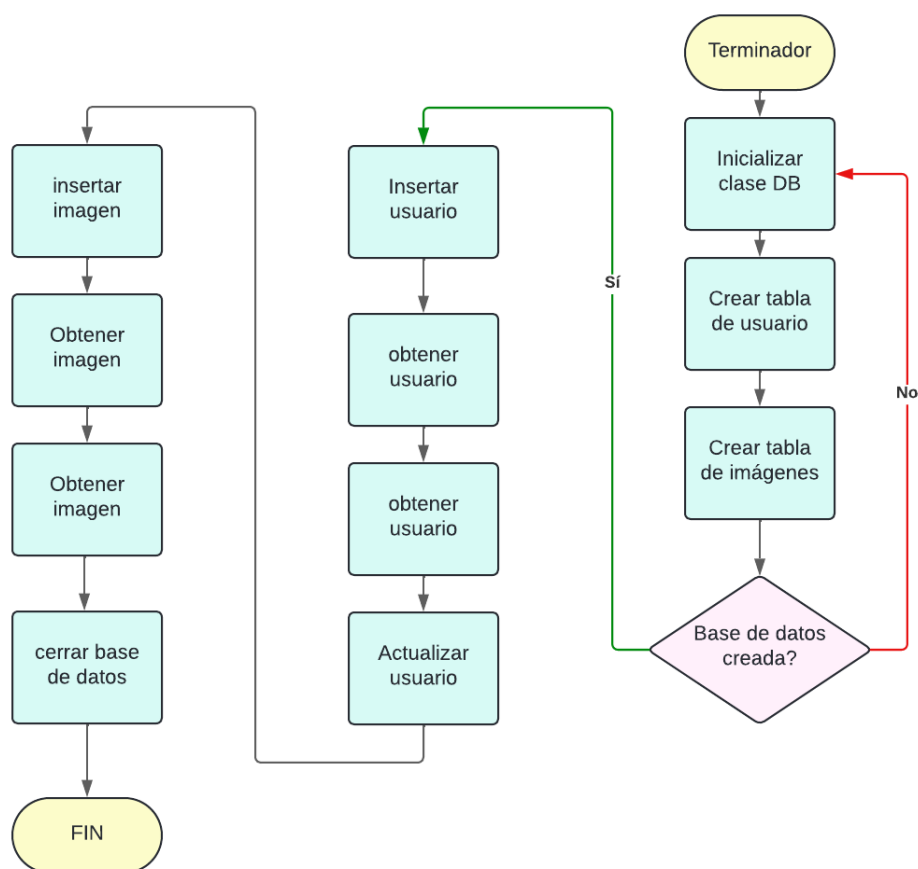 Terminador
Inicializar
clase DB
Crear tabla
de usuario
Crear tabla
de imágenes
Base de datos
creada?
No
Sí
Insertar
usuario
obtener
usuario
obtener
usuario
Actualizar
usuario
insertar
imagen
Obtener
imagen
Obtener
imagen
cerrar base
de datos
FIN